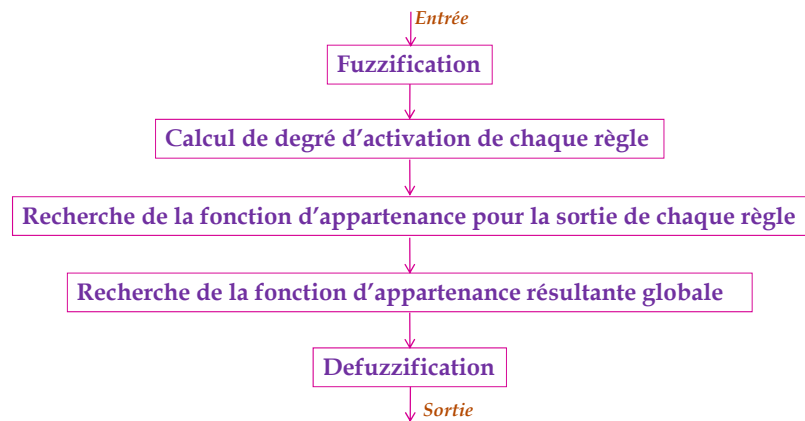 Entrée
Fuzzification
Calcul de degré d'activation de chaque règle
Recherche de la fonction d'appartenance pour la sortie de chaque règle
Recherche de la fonction d'appartenance résultante globale
Defuzzification
Sortie